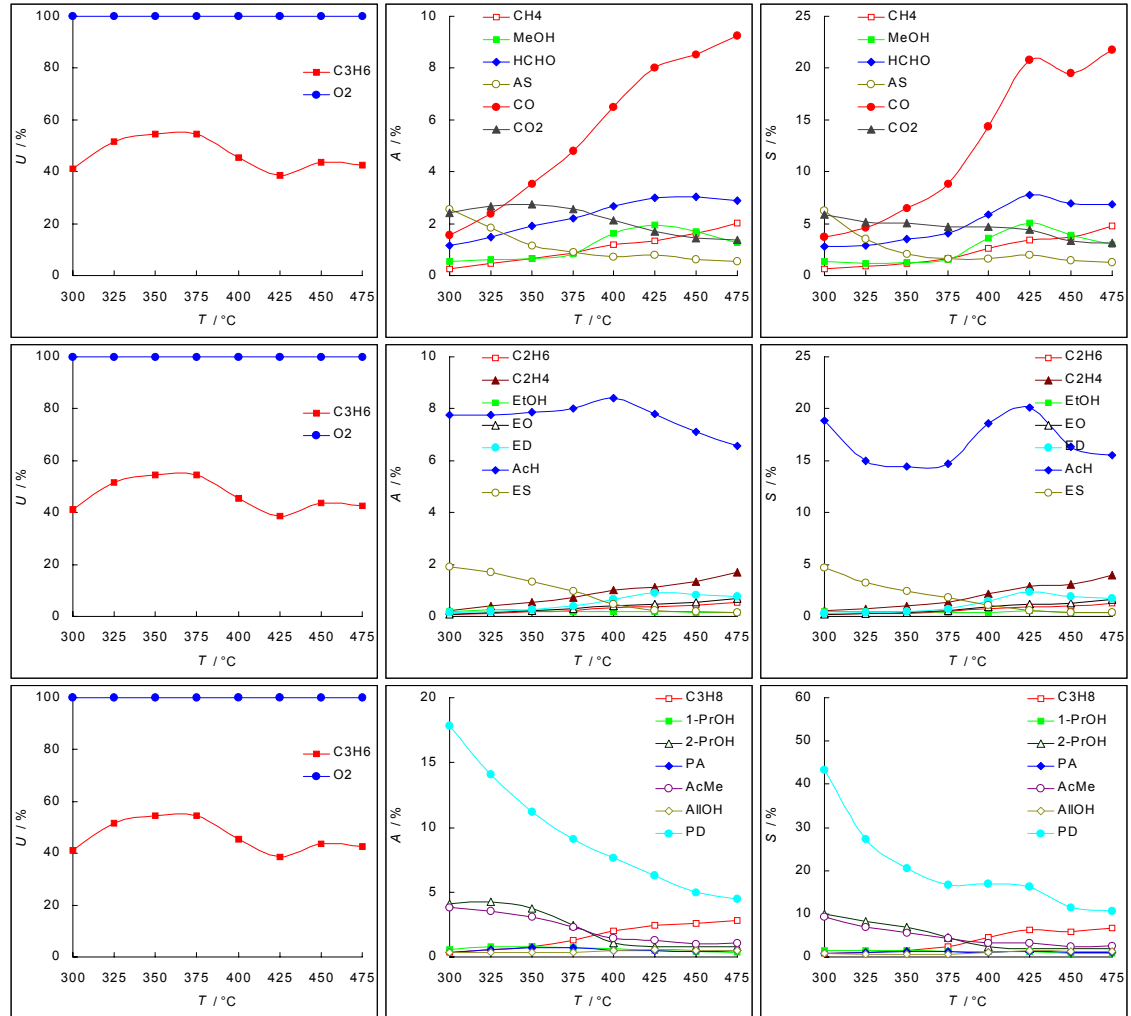 100
80
60
40
20
0
U / %
C3H6
O2
300 325 350 375 400 425 450 475
T / °C
10
8
6
4
2
0
A / %
CH4
MeOH
HCHO
AS
CO
CO2
300 325 350 375 400 425 450 475
T / °C
25
20
15
10
5
0
S / %
CH4
MeOH
HCHO
AS
CO
CO2
300 325 350 375 400 425 450 475
T / °C
100
80
60
40
20
0
U / %
C3H6
O2
300 325 350 375 400 425 450 475
T / °C
10
8
6
4
2
0
A / %
C2H6
C2H4
EtOH
EO
ED
AcH
ES
300 325 350 375 400 425 450 475
T / °C
25
20
15
10
5
0
S / %
C2H6
C2H4
EtOH
EO
ED
AcH
ES
300 325 350 375 400 425 450 475
T / °C
100
80
60
40
20
0
U / %
C3H6
O2
300 325 350 375 400 425 450 475
T / °C
20
15
10
5
0
A / %
C3H8
1-PrOH
2-PrOH
PA
AcMe
AllOH
PD
300 325 350 375 400 425 450 475
T / °C
60
50
40
30
20
10
0
S / %
C3H8
1-PrOH
2-PrOH
PA
AcMe
AllOH
PD
300 325 350 375 400 425 450 475
T / °C